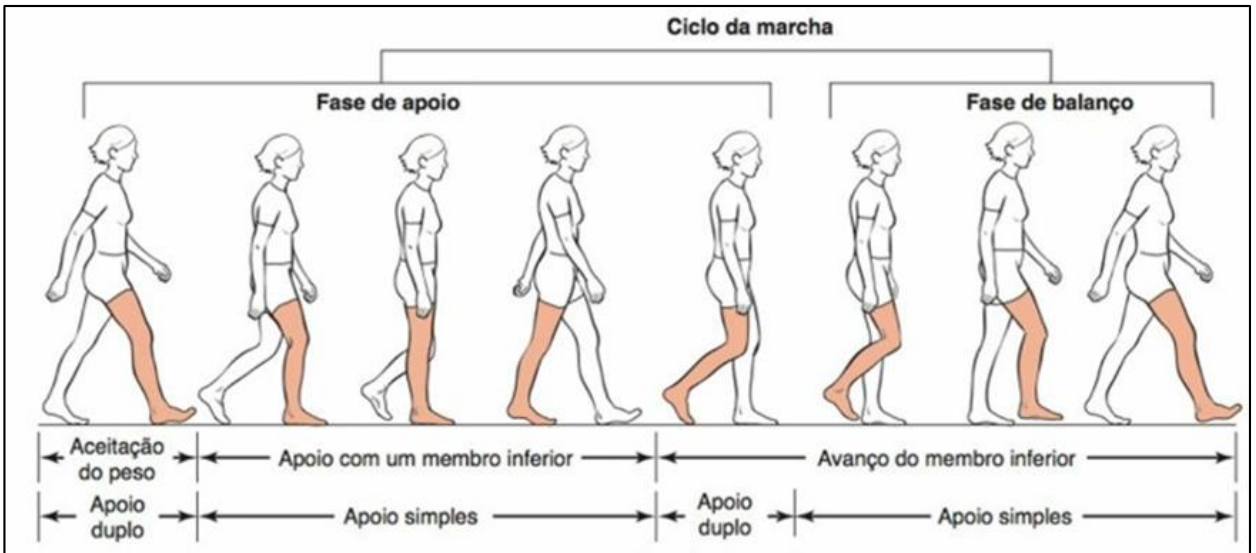 Ciclo da marcha
Fase de apoio
Fase de balanço
Aceitação
do peso
Apoio com um membro inferior
Avanço do membro inferior
Apoio
duplo
Apoio simples
Apoio
duplo
Apoio simples